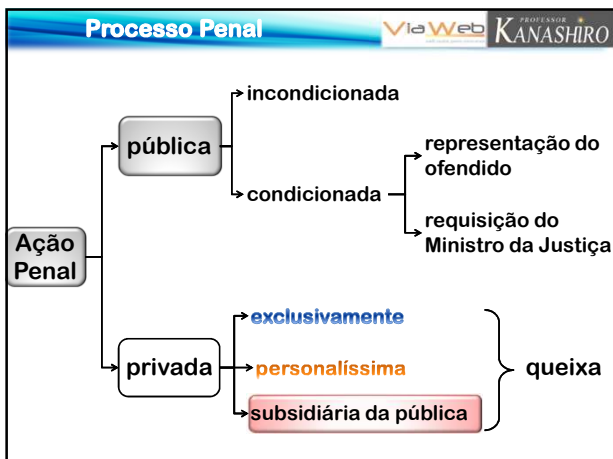 Processo Penal
Via Web
PROFESSOR
KANASHIRO
incondicionada
pública
representação do
ofendido
condicionada
requisição do
Ministro da Justiça
Ação
Penal
exclusivamente
privada
personalíssima
queixa
subsidiária da pública